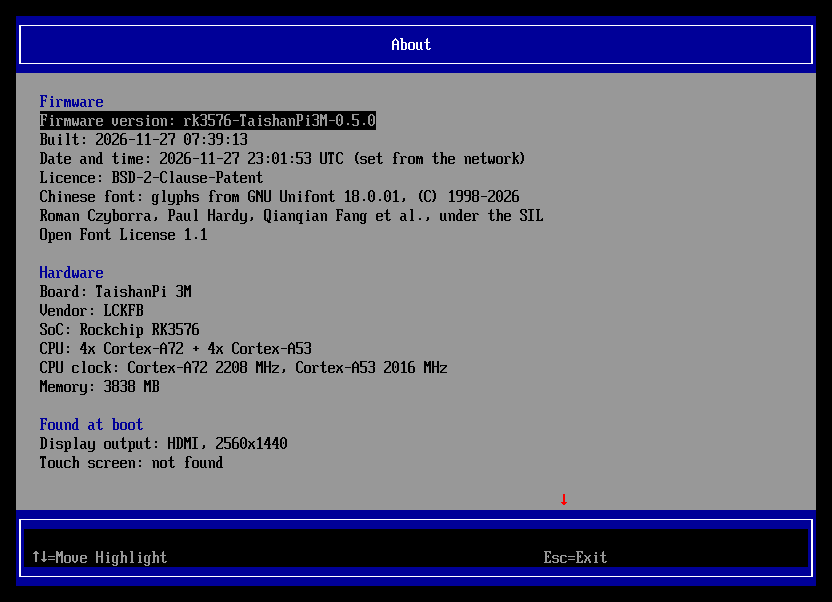 About
Firmware
Firmware version: rk3576-TaishanPi3M-0.5.0
Built: 2026-11-27 07:39:13
Date and time: 2026-11-27 23:01:53 UTC (set from the network)
Licence: BSD-2-Clause-Patent
Chinese font: glyphs from GNU Unifont 18.0.01, (C) 1998-2026
Roman Czyborra, Paul Hardy, Qianqian Fang et al., under the SIL
Open Font License 1.1
Hardware
Board: TaishanPi 3M
Vendor: LCKFB
SoC: Rockchip RK3576
CPU: 4x Cortex-A72 + 4x Cortex-A53
CPU clock: Cortex-A72 2208 MHz, Cortex-A53 2016 MHz
Memory: 3838 MB
Found at boot
Display output: HDMI, 2560x1440
Touch screen: not found
↓
↑↓=Move Highlight Esc=Exit